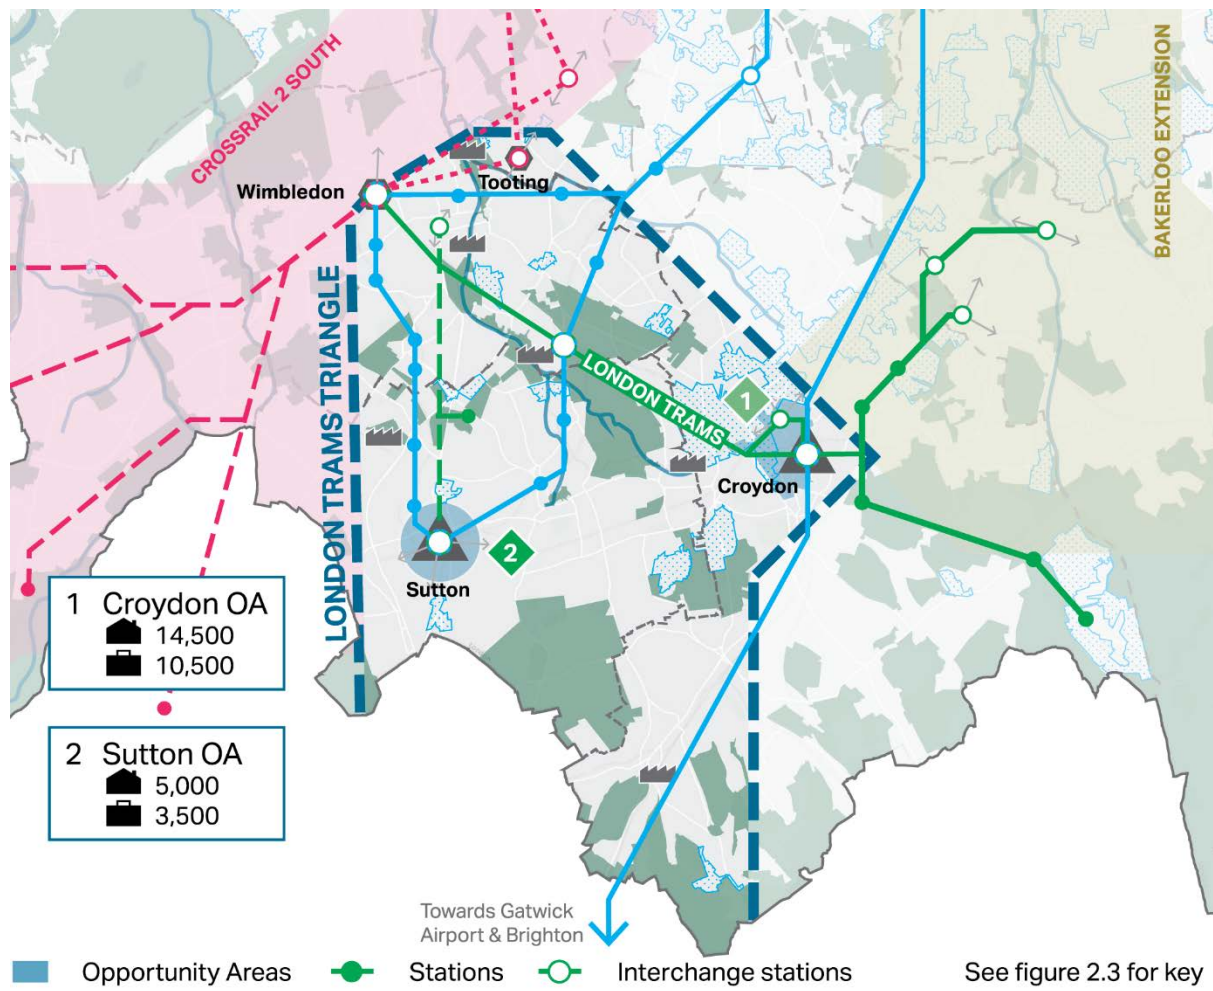 CROSSRAIL 2 SOUTH
BAKERLOO EXTENSION
Wimbledon
Tooting
LONDON TRAMS TRIANGLE
LONDON TRAMS
1
Croydon
2
Sutton
1 Croydon OA
14,500
10,500
2 Sutton OA
5,000
3,500
Towards Gatwick
Airport & Brighton
Opportunity Areas
Stations
Interchange stations
See figure 2.3 for key